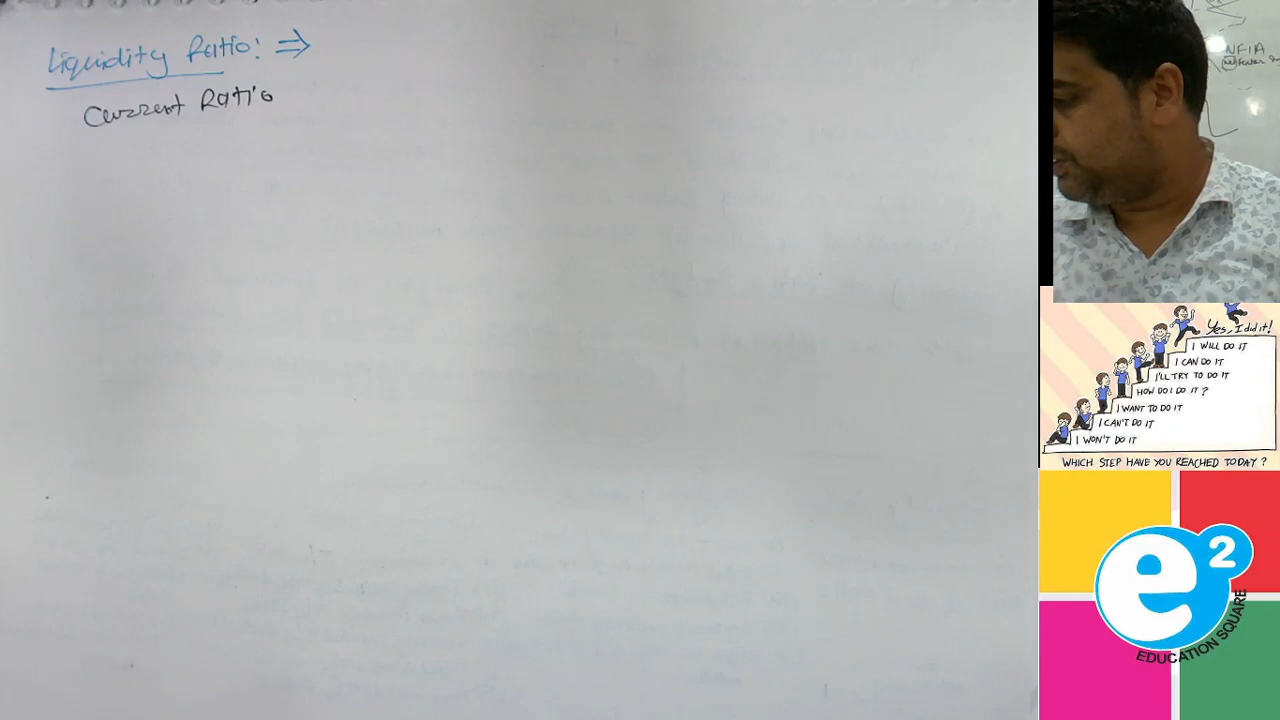 Liquidity Ratio: ⇒
Current Ratio
NFIA
Yes, I did it!
I WILL DO IT
I CAN DO IT
I'LL TRY TO DO IT
HOW DO I DO IT ?
I WANT TO DO IT
I CAN'T DO IT
I WON'T DO IT
WHICH STEP HAVE YOU REACHED TODAY ?
e2
EDUCATION SQUARE